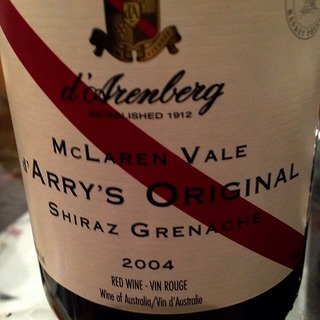 d'Arenberg
ESTABLISHED 1912
McLAREN VALE
d'ARRY'S ORIGINAL
SHIRAZ GRENACHE
2004
RED WINE - VIN ROUGE
Wine of Australia/Vin d'Australie